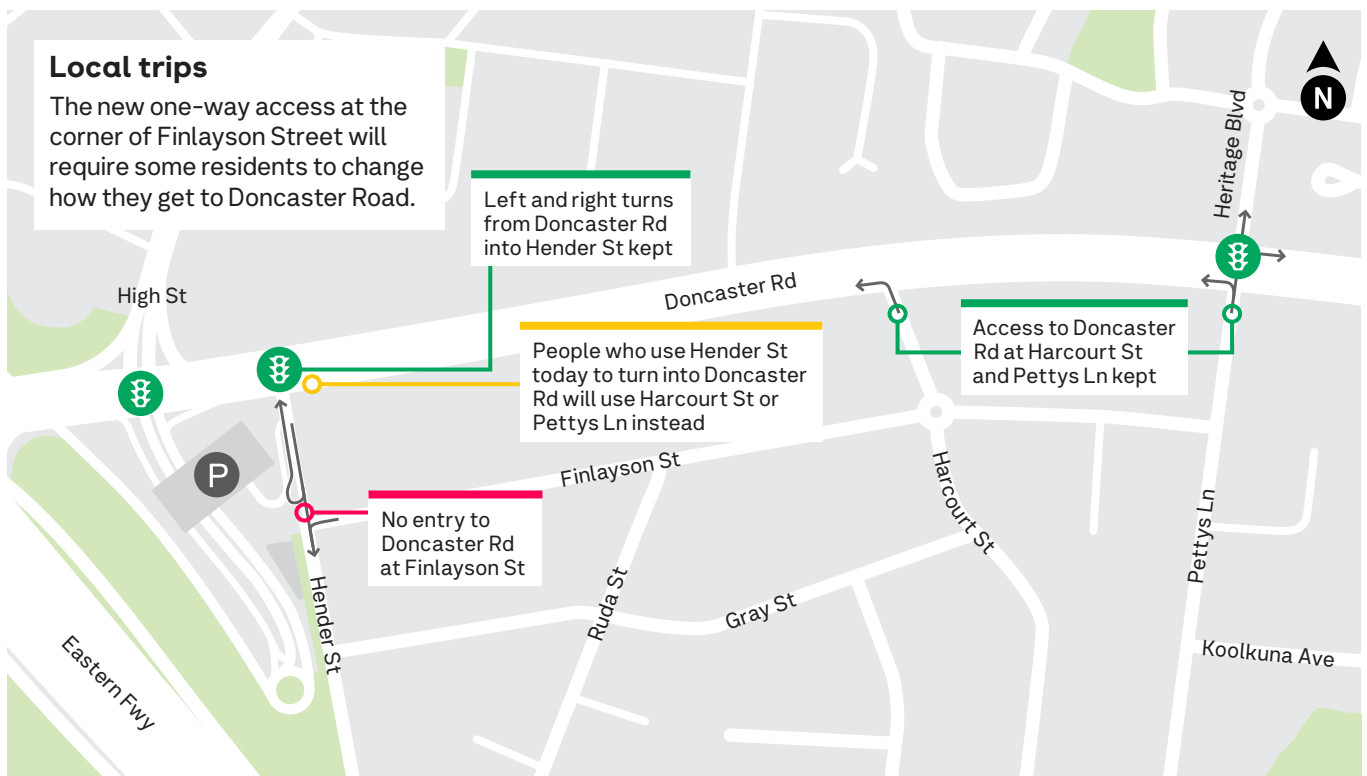 Local trips
The new one-way access at the
corner of Finlayson Street will
require some residents to change
how they get to Doncaster Road.
N
Heritage Blvd
Left and right turns
from Doncaster Rd
into Hender St kept
High St
Doncaster Rd
Access to Doncaster
Rd at Harcourt St
and Pettys Ln kept
People who use Hender St
today to turn into Doncaster
Rd will use Harcourt St or
Pettys Ln instead
P
Finlayson St
Harcourt St
No entry to
Doncaster Rd
at Finlayson St
Pettys Ln
Hender St
Ruda St
Gray St
Eastern Fwy
Koolkuna Ave